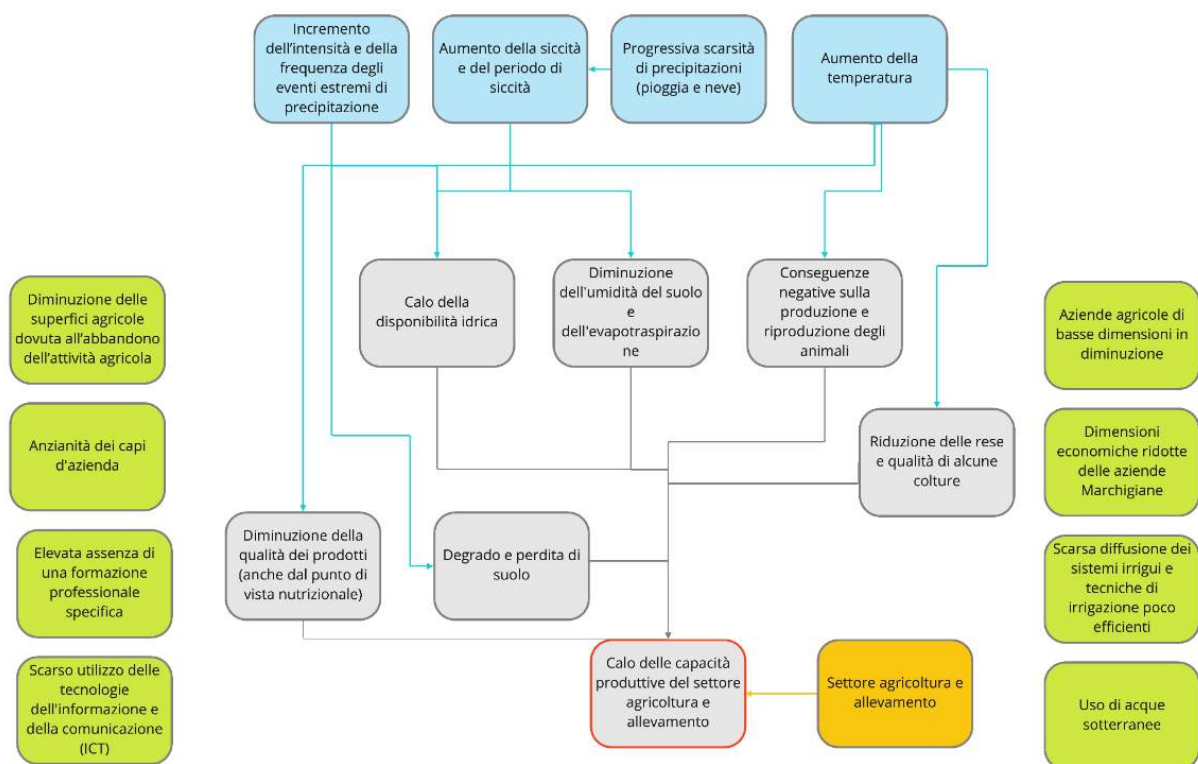 Incremento
dell'intensità e della
frequenza degli
eventi estremi di
precipitazione
Aumento della siccità
e del periodo di
siccità
Progressiva scarsità
di precipitazioni
(pioggia e neve)
Aumento della
temperatura
Calo della
disponibilità idrica
Diminuzione
dell'umidità del suolo
e
dell'evapotraspirazio
ne
Conseguenze
negative sulla
produzione e
riproduzione degli
animali
Diminuzione delle
superfici agricole
dovuta all'abbandono
dell'attività agricola
Aziende agricole di
basse dimensioni in
diminuzione
Anzianità dei capi
d'azienda
Riduzione delle rese
e qualità di alcune
colture
Dimensioni
economiche ridotte
delle aziende
Marchigiane
Elevata assenza di
una formazione
professionale
specifica
Diminuzione della
qualità dei prodotti
(anche dal punto di
vista nutrizionale)
Degrado e perdita di
suolo
Scarsa diffusione dei
sistemi irrigui e
tecniche di
irrigazione poco
efficienti
Scarso utilizzo delle
tecnologie
dell'informazione e
della comunicazione
(ICT)
Calo delle capacità
produttive del settore
agricoltura e
allevamento
Settore agricoltura e
allevamento
Uso di acque
sotterranee